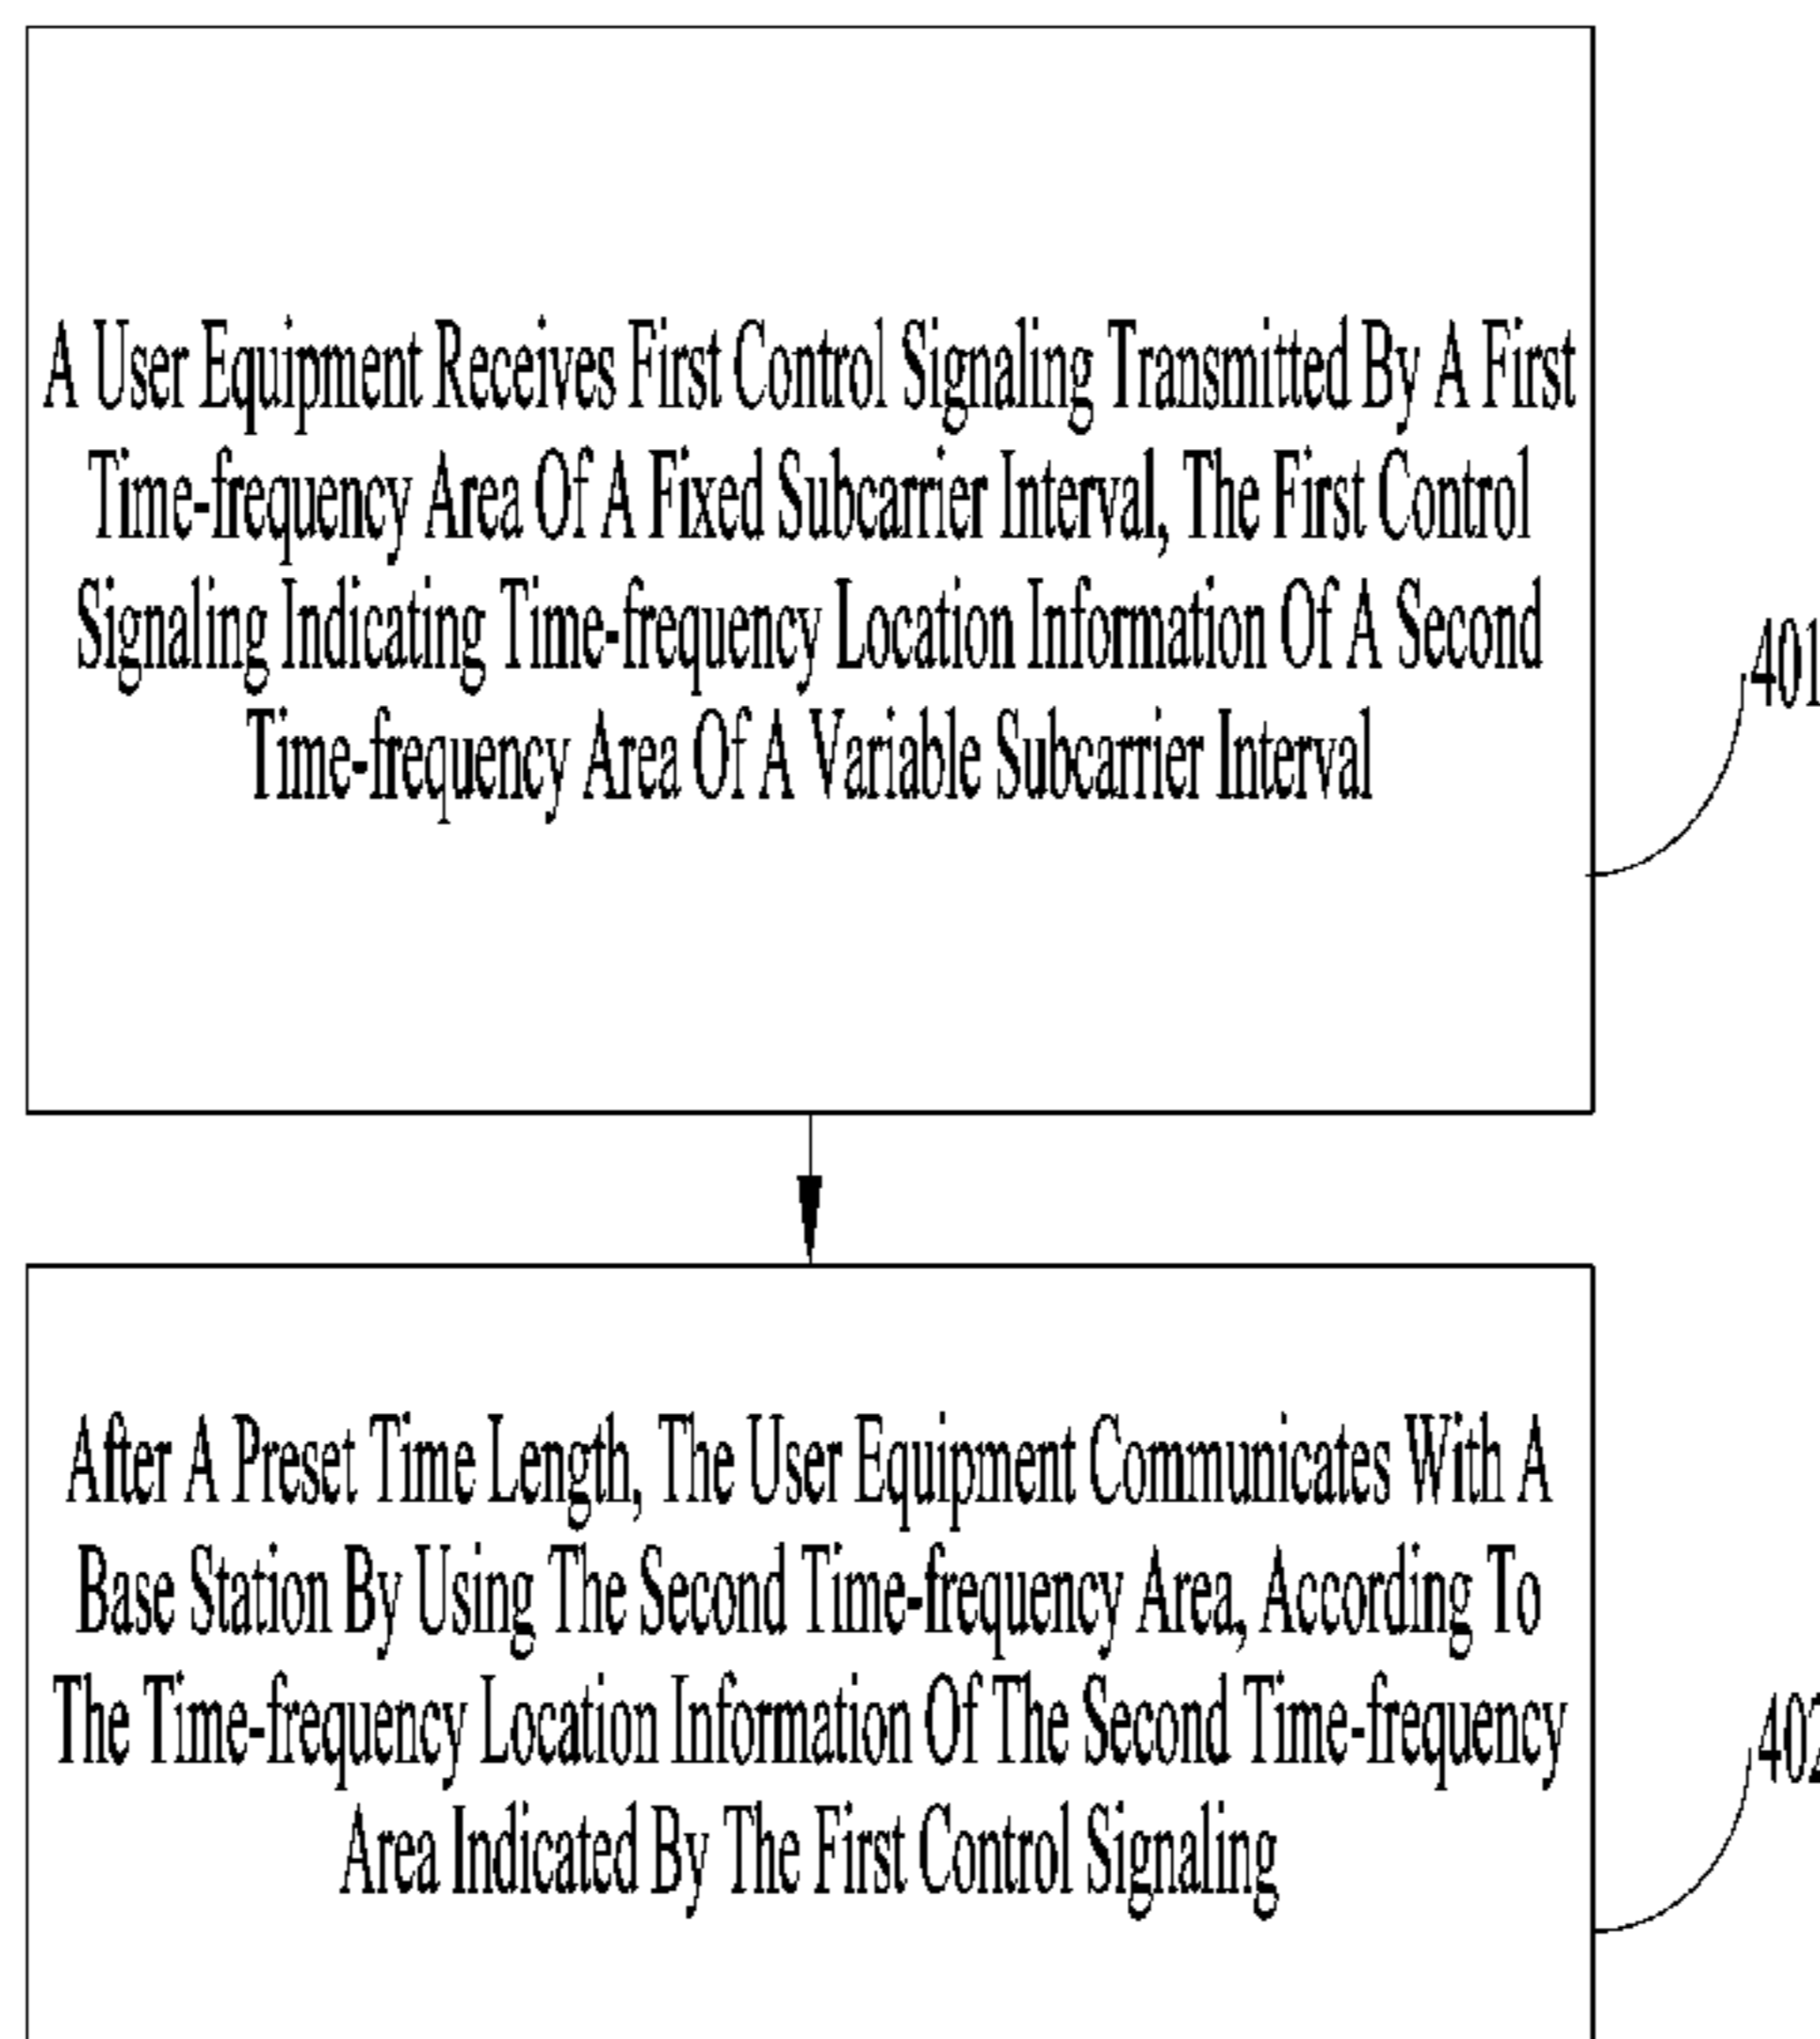 A User Equipment Receives First Control Signaling Transmitted By A First
Time-frequency Area Of A Fixed Subcarrier Interval, The First Control
Signaling Indicating Time-frequency Location Information Of A Second
Time-frequency Area Of A Variable Subcarrier Interval
401
After A Preset Time Length, The User Equipment Communicates With A
Base Station By Using The Second Time-frequency Area, According To
The Time-frequency Location Information Of The Second Time-frequency
Area Indicated By The First Control Signaling
402